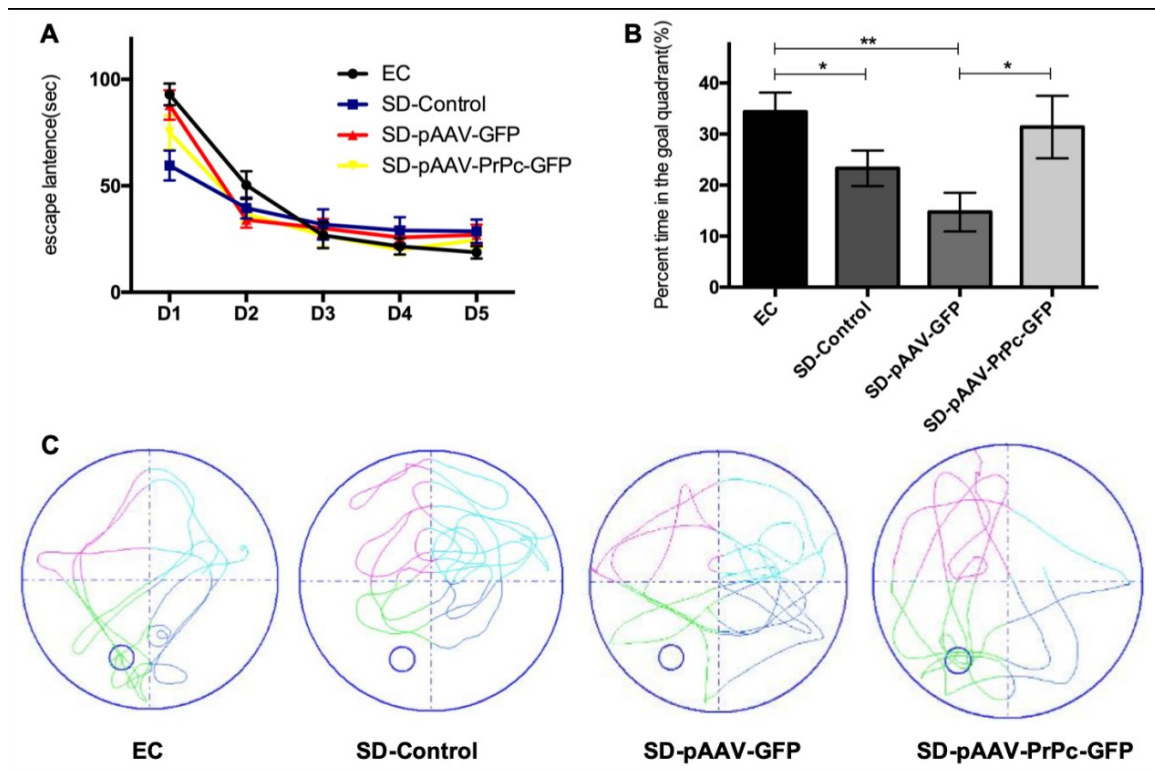 A
escape lantence(sec)
100
50
0
D1 D2 D3 D4 D5
EC
SD-Control
SD-pAAV-GFP
SD-pAAV-PrPc-GFP
B
Percent time in the goal quadrant(%)
40
30
20
10
0
**
* *
EC
SD-Control
SD-pAAV-GFP
SD-pAAV-PrPc-GFP
C
EC SD-Control SD-pAAV-GFP SD-pAAV-PrPc-GFP